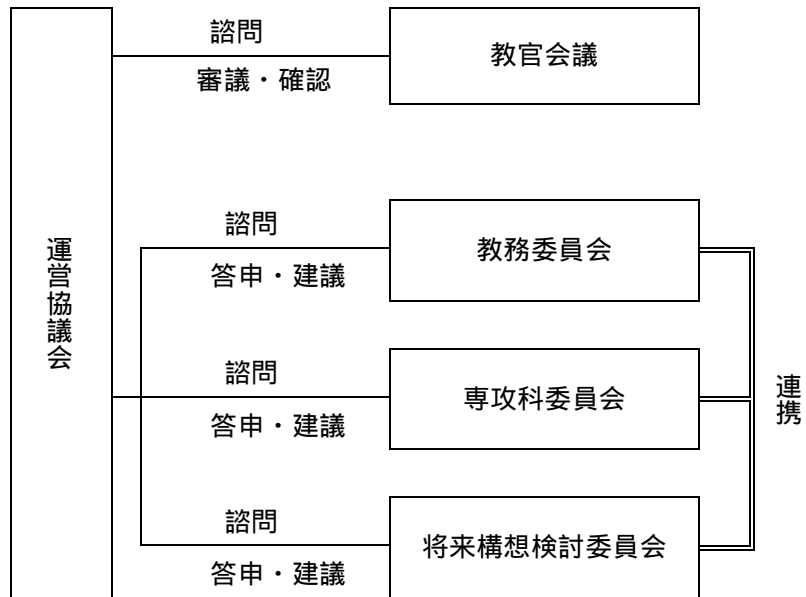 運営協議会
諮問
審議・確認
教官会議
諮問
答申・建議
教務委員会
諮問
答申・建議
専攻科委員会
連携
諮問
答申・建議
将来構想検討委員会